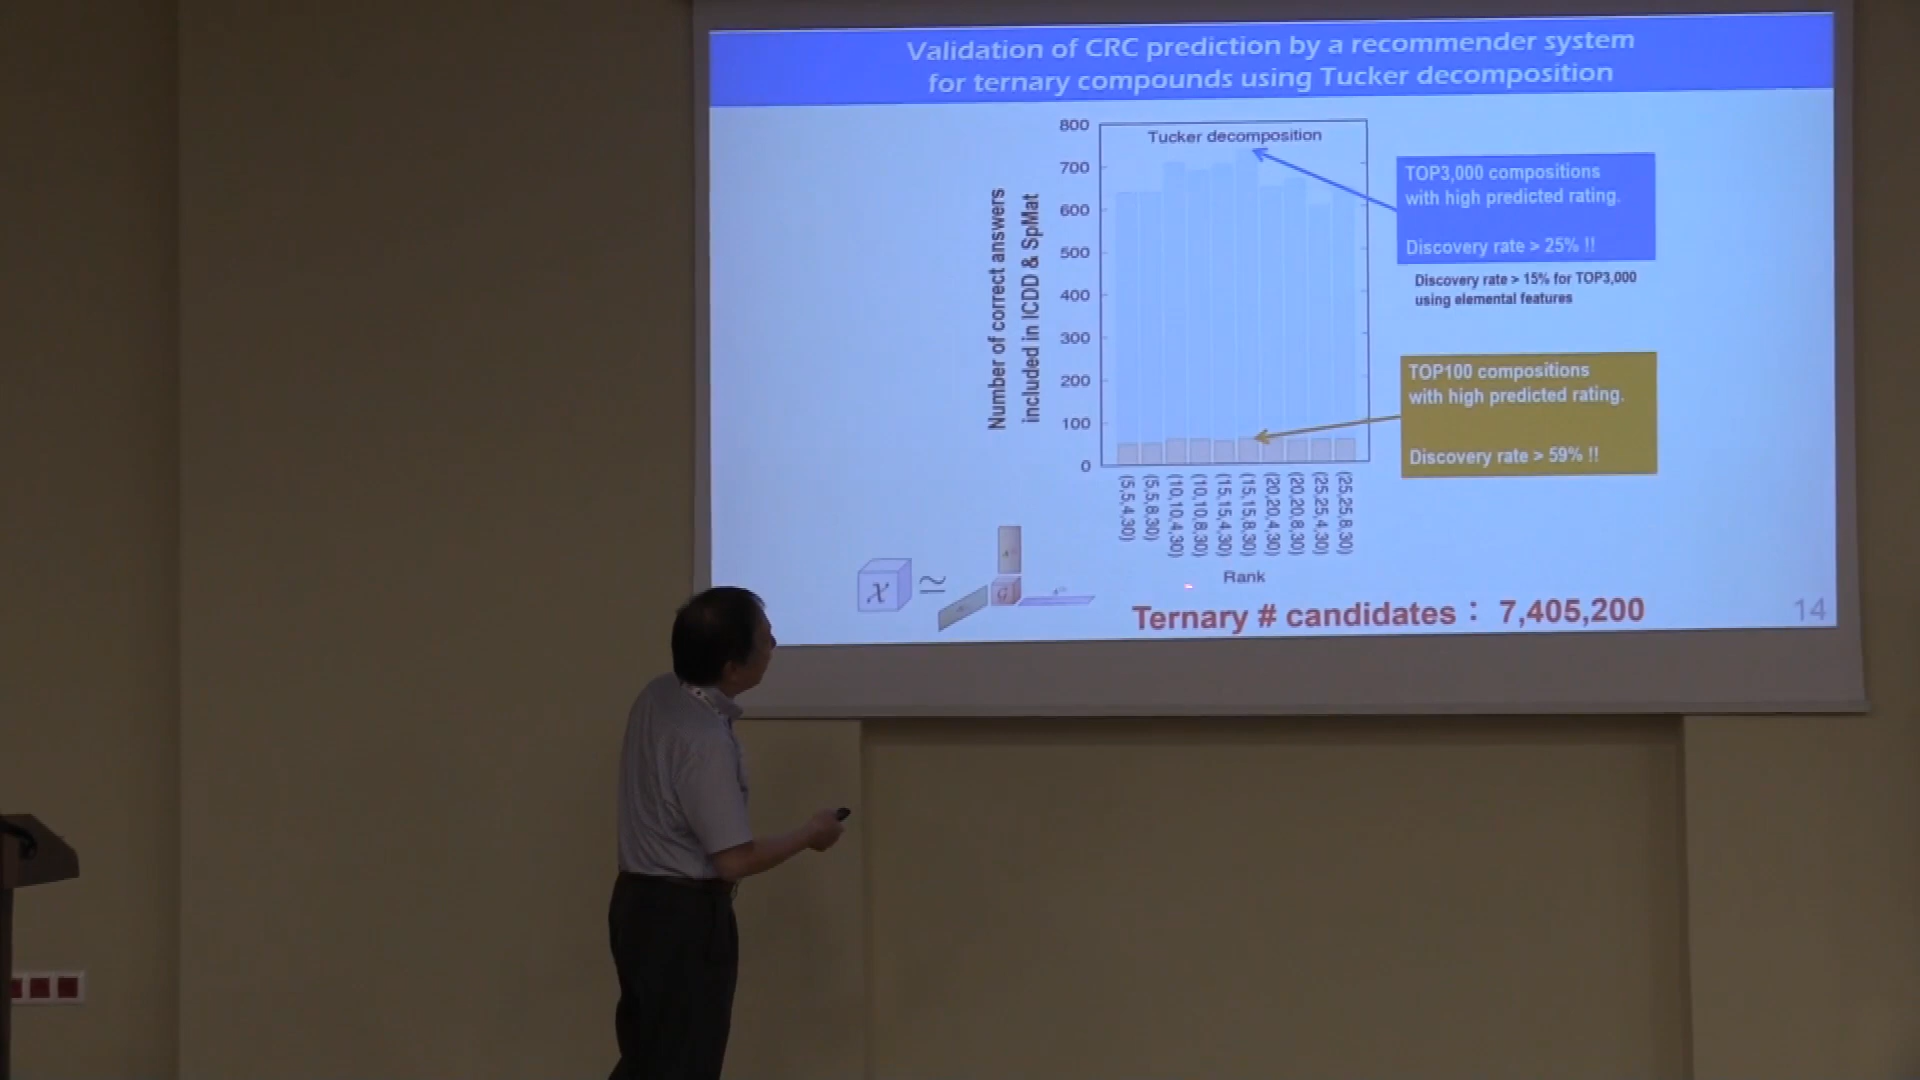 Validation of CRC prediction by a recommender system
for ternary compounds using Tucker decomposition
Number of correct answers
included in ICDD & SpMat
800
700
600
500
400
300
200
100
0
Tucker decomposition
(5,5,4,30)
(5,5,8,30)
(10,10,4,30)
(10,10,8,30)
(15,15,4,30)
(15,15,8,30)
(20,20,4,30)
(20,20,8,30)
(25,25,4,30)
(25,25,8,30)
Rank
TOP3,000 compositions
with high predicted rating.
Discovery rate > 25% !!
Discovery rate > 15% for TOP3,000
using elemental features
TOP100 compositions
with high predicted rating.
Discovery rate > 59% !!
X ≃ G
Ternary # candidates : 7,405,200
14